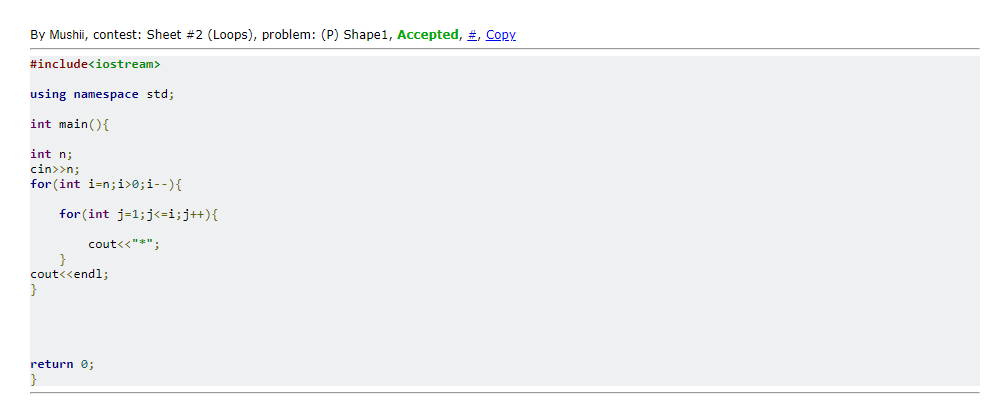 By Mushii, contest: Sheet #2 (Loops), problem: (P) Shape1, Accepted, #, Copy
#include<iostream>
using namespace std;
int main(){
int n;
cin>>n;
for(int i=n;i>0;i--){
for(int j=1;j<=i;j++){
cout<<"*";
}
cout<<endl;
}
return 0;
}